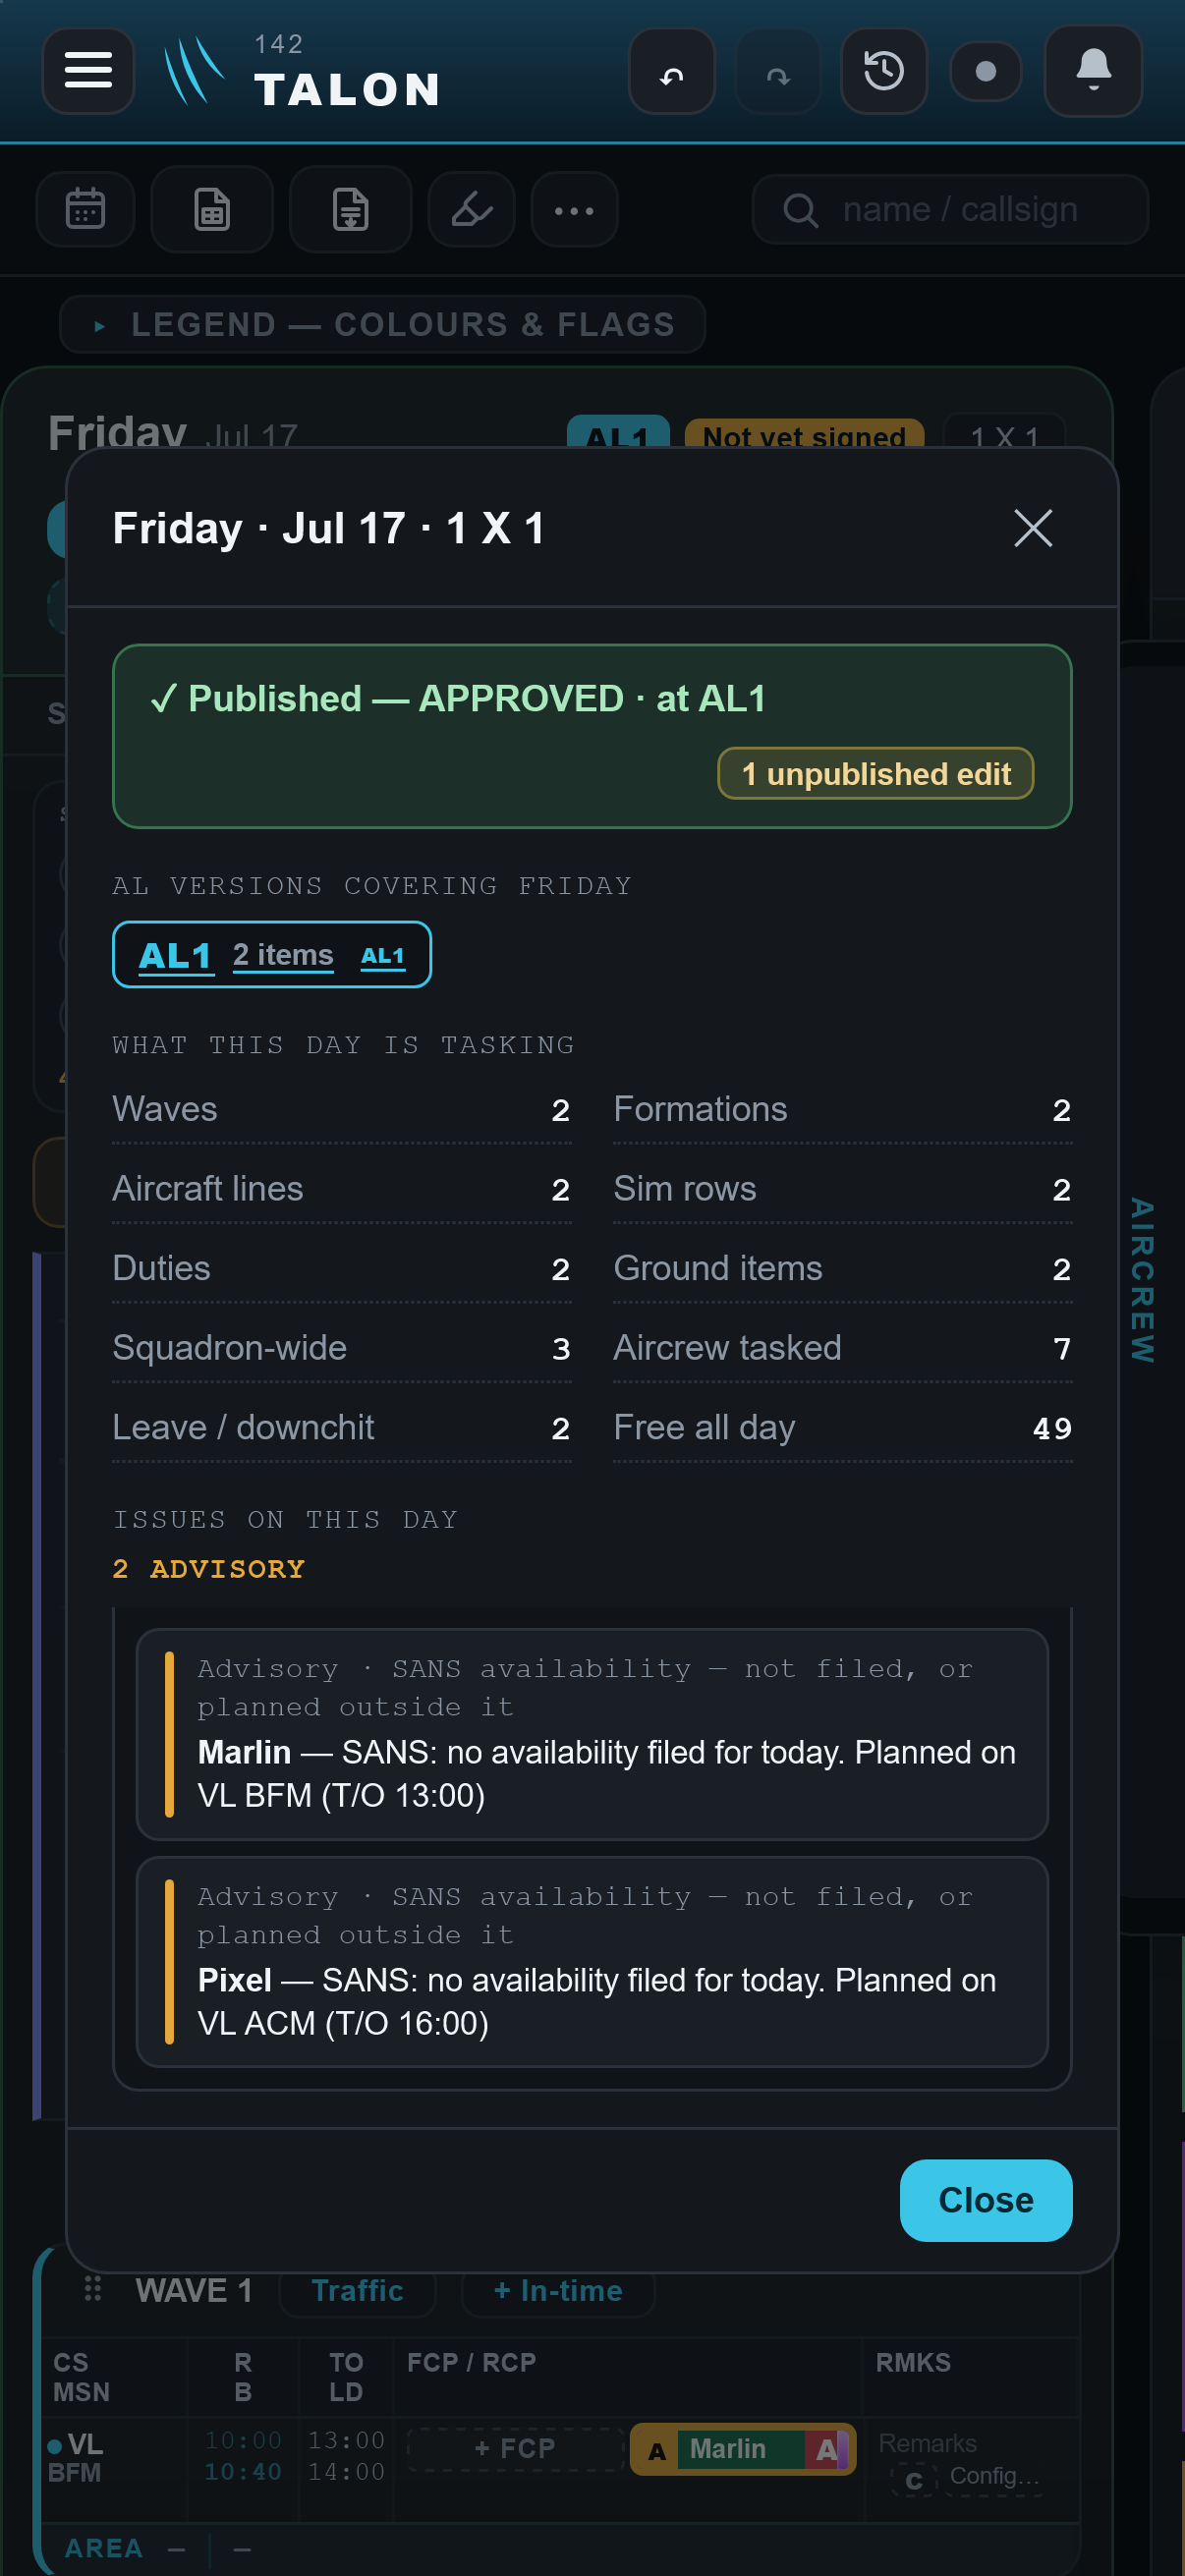 142
TALON
name / callsign
▸ LEGEND — COLOURS & FLAGS
Friday Jul 17 AL1 Not yet signed 1 X 1
Friday · Jul 17 · 1 X 1
✓ Published — APPROVED · at AL1
1 unpublished edit
AL VERSIONS COVERING FRIDAY
AL1 2 items AL1
WHAT THIS DAY IS TASKING
Waves 2 Formations 2
Aircraft lines 2 Sim rows 2
Duties 2 Ground items 2
Squadron-wide 3 Aircrew tasked 7
Leave / downchit 2 Free all day 49
AIRCREW
ISSUES ON THIS DAY
2 ADVISORY
Advisory · SANS availability — not filed, or
planned outside it
Marlin — SANS: no availability filed for today. Planned on
VL BFM (T/O 13:00)
Advisory · SANS availability — not filed, or
planned outside it
Pixel — SANS: no availability filed for today. Planned on
VL ACM (T/O 16:00)
Close
WAVE 1 Traffic + In-time
CS R TO FCP / RCP RMKS
MSN B LD
VL 10:00 13:00 + FCP A Marlin A Remarks
BFM 10:40 14:00 C Config...
AREA — —